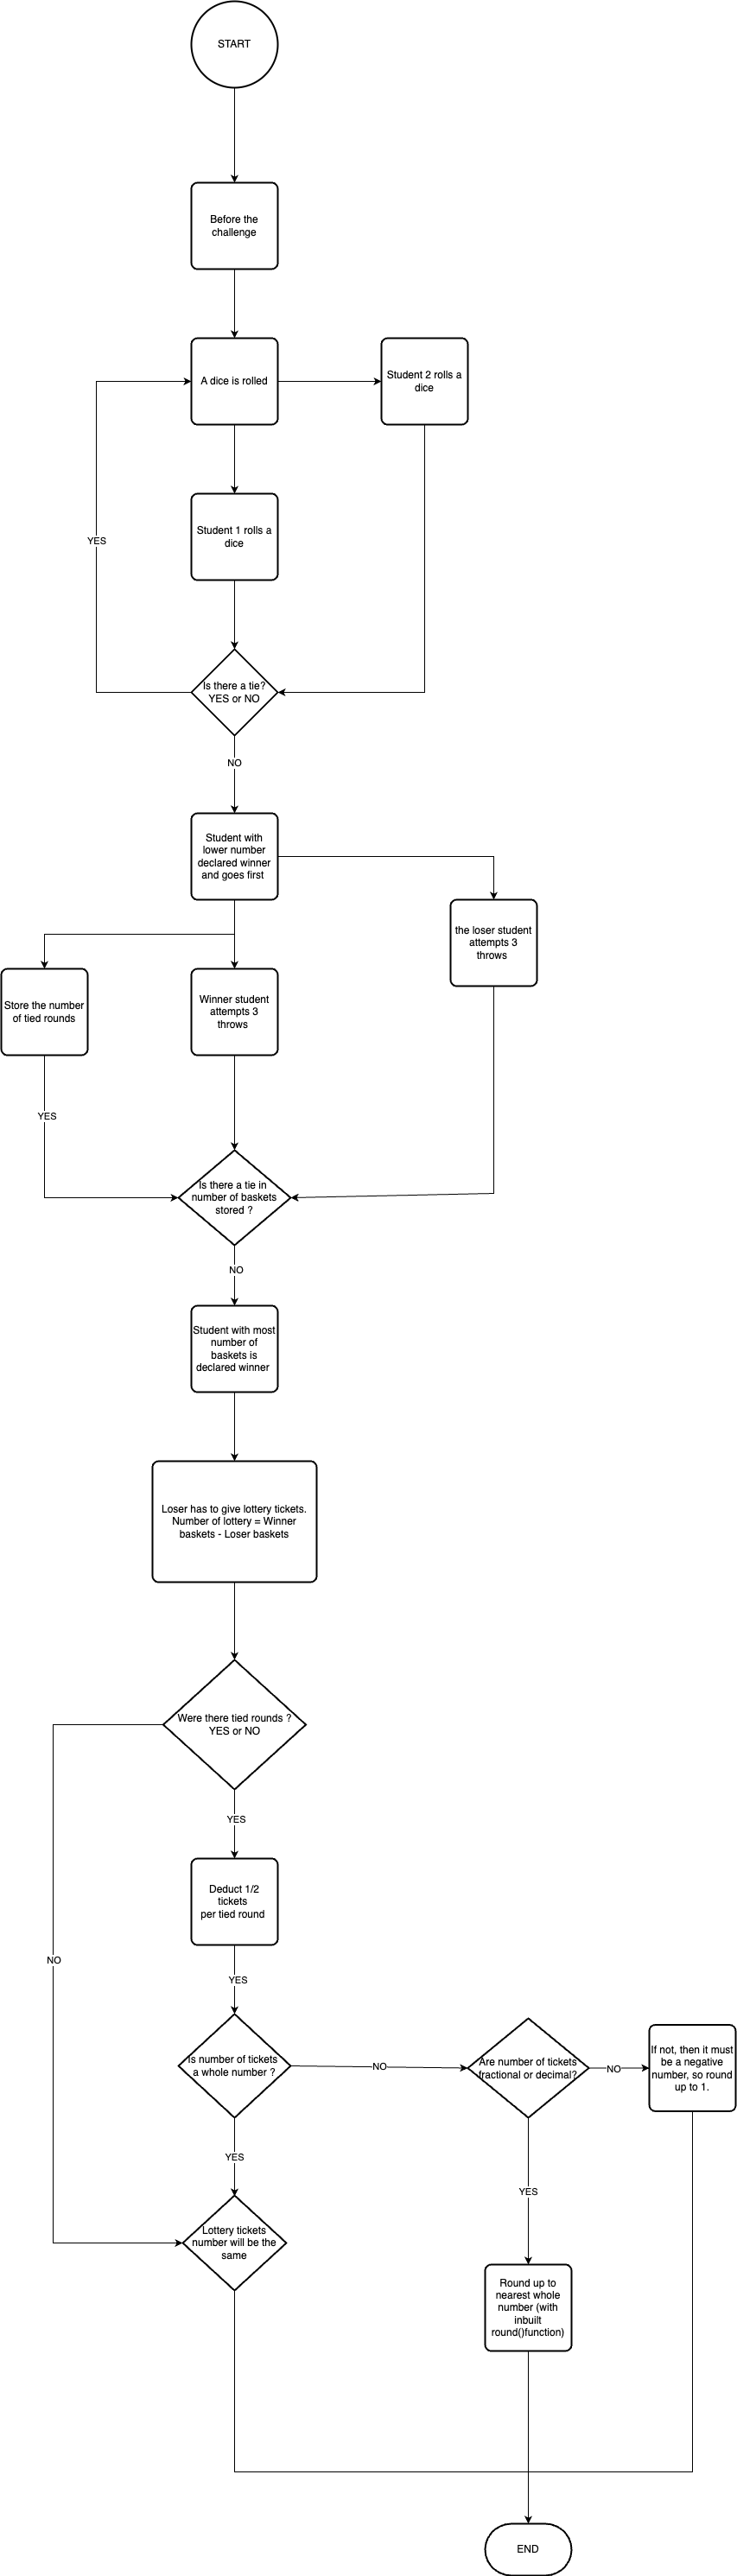 START
Before the
challenge
A dice is rolled
Student 2 rolls a
dice
Student 1 rolls a
dice
YES
Is there a tie?
YES or NO
NO
Student with
lower number
declared winner
and goes first
the loser student
attempts 3
throws
Store the number
of tied rounds
Winner student
attempts 3
throws
YES
Is there a tie in
number of baskets
stored ?
NO
Student with most
number of
baskets is
declared winner
Loser has to give lottery tickets.
Number of lottery = Winner
baskets - Loser baskets
Were there tied rounds ?
YES or NO
YES
Deduct 1/2
tickets
per tied round
NO
YES
Is number of tickets
a whole number ?
NO
Are number of tickets
fractional or decimal?
NO
If not, then it must
be a negative
number, so round
up to 1.
YES
YES
Lottery tickets
number will be the
same
Round up to
nearest whole
number (with
inbuilt
round()function)
END